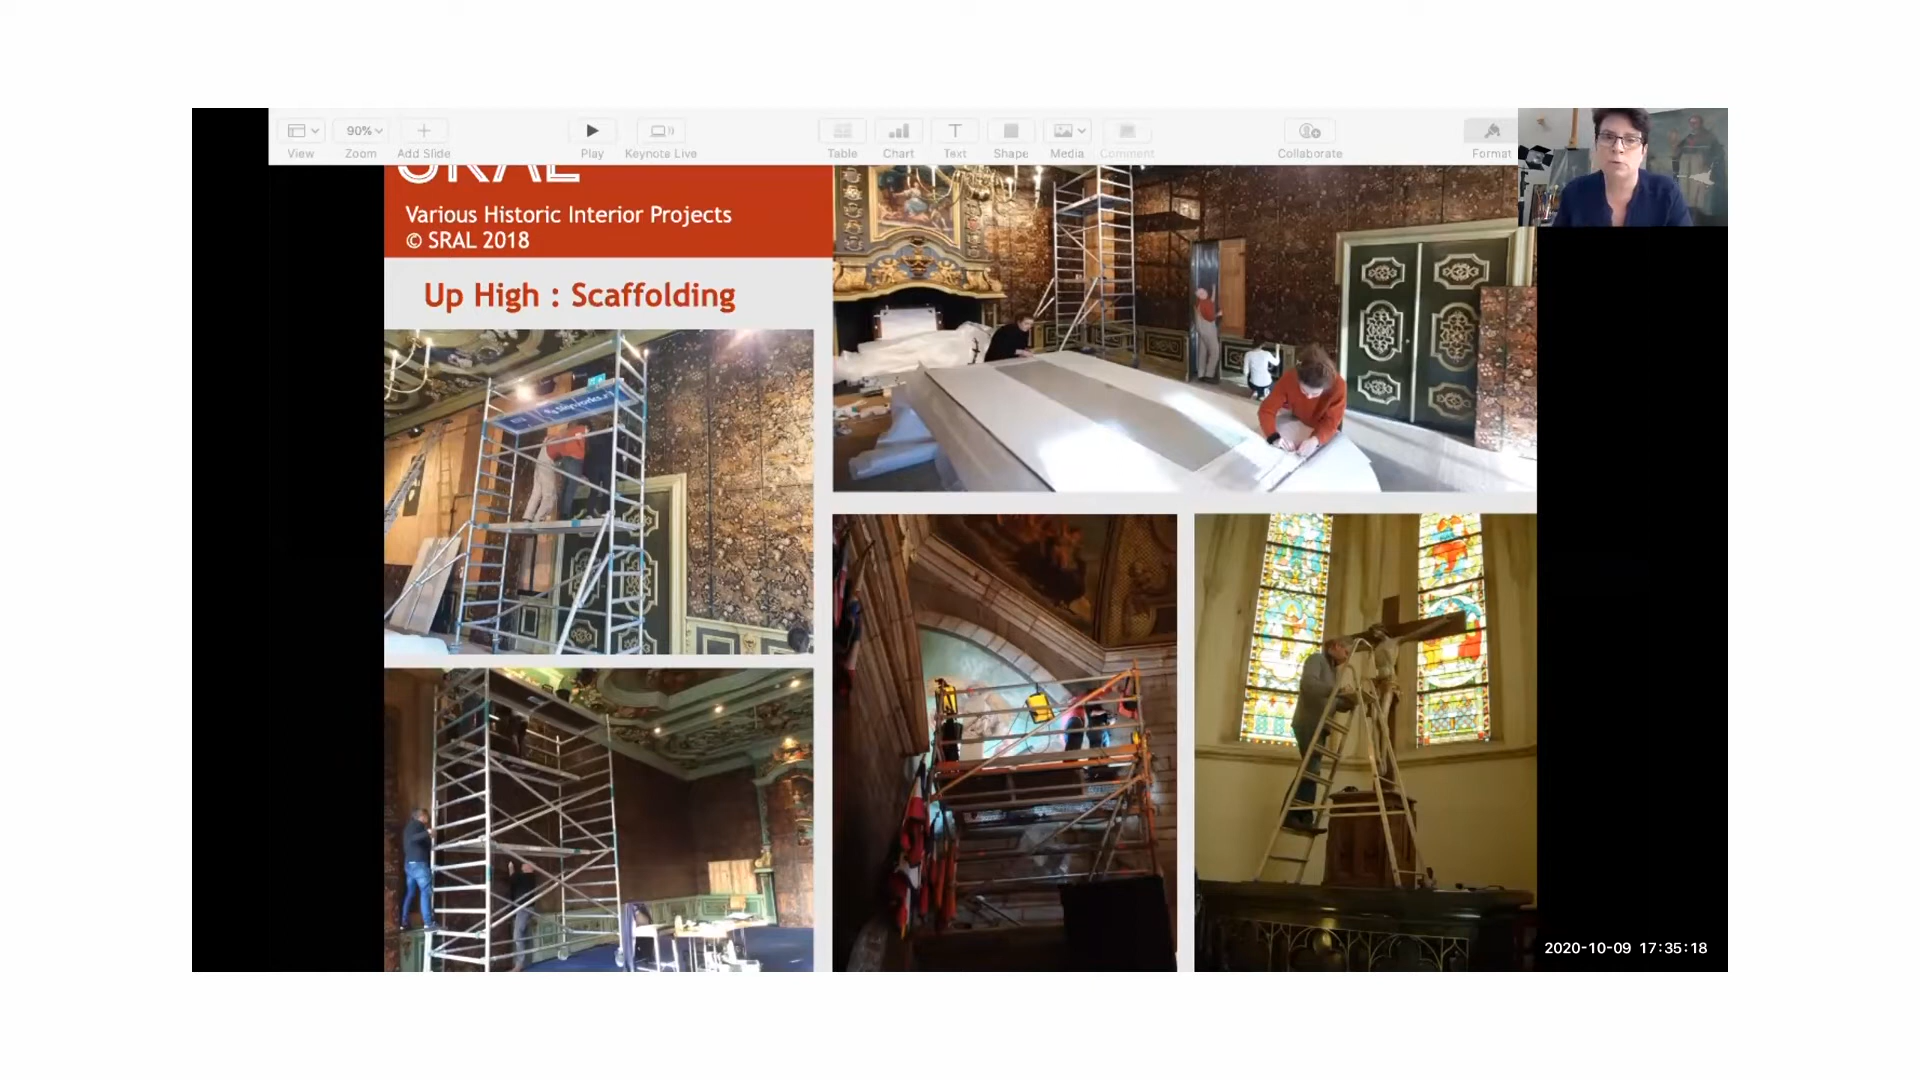 90%
View
Zoom
Add Slide
Play
Keynote Live
Table
Chart
Text
Shape
Media
Comment
Collaborate
Format
SRAL
Various Historic Interior Projects
© SRAL 2018
Up High : Scaffolding
2020-10-09 17:35:18